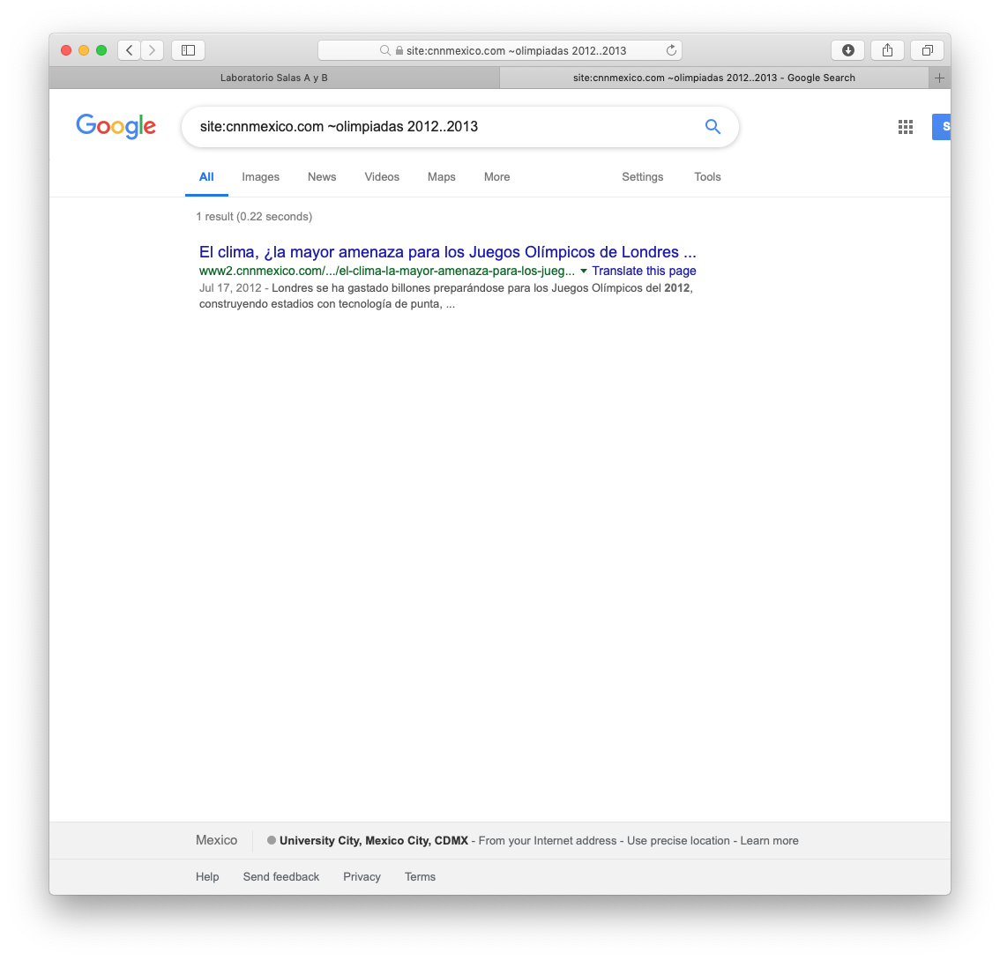 site:cnnmexico.com ~olimpiadas 2012..2013
Laboratorio Salas A y B
site:cnnmexico.com ~olimpiadas 2012..2013 - Google Search
Google
site:cnnmexico.com ~olimpiadas 2012..2013
S
All Images News Videos Maps More Settings Tools
1 result (0.22 seconds)
El clima, ¿la mayor amenaza para los Juegos Olímpicos de Londres ...
www2.cnnmexico.com/.../el-clima-la-mayor-amenaza-para-los-jueg... Translate this page
Jul 17, 2012 - Londres se ha gastado billones preparándose para los Juegos Olímpicos del 2012,
construyendo estadios con tecnología de punta, ...
Mexico University City, Mexico City, CDMX - From your Internet address - Use precise location - Learn more
Help Send feedback Privacy Terms